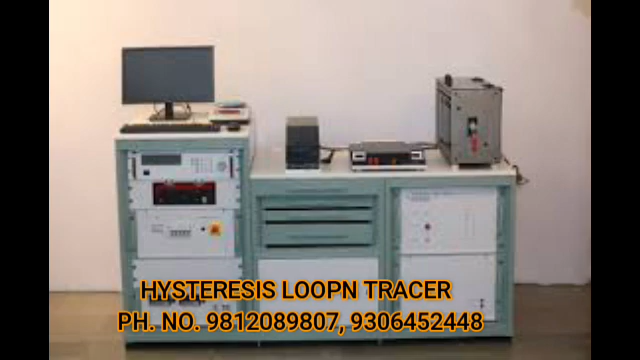 HYSTERESIS LOOPN TRACER
PH. NO. 9812089807, 9306452448